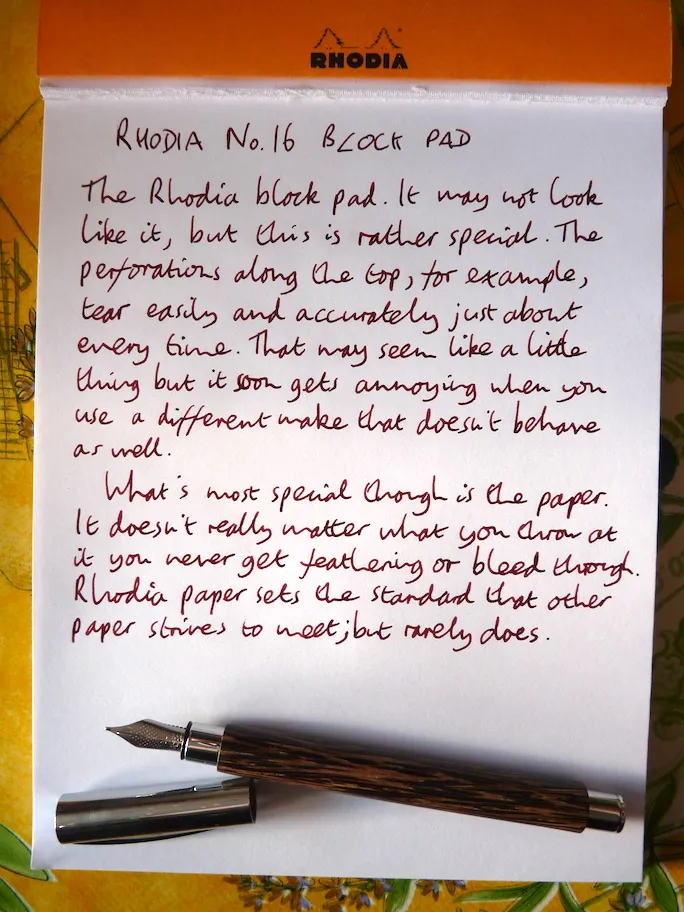 RHODIA
RHODIA No.16 BLOCK PAD
The Rhodia block pad. It may not look
like it, but this is rather special. The
perforations along the top, for example,
tear easily and accurately just about
every time. That may seem like a little
thing but it soon gets annoying when you
use a different make that doesn't behave
as well.
What's most special though is the paper.
It doesn't really matter what you throw at
it you never get feathering or bleed through.
Rhodia paper sets the standard that other
paper strives to meet; but rarely does.